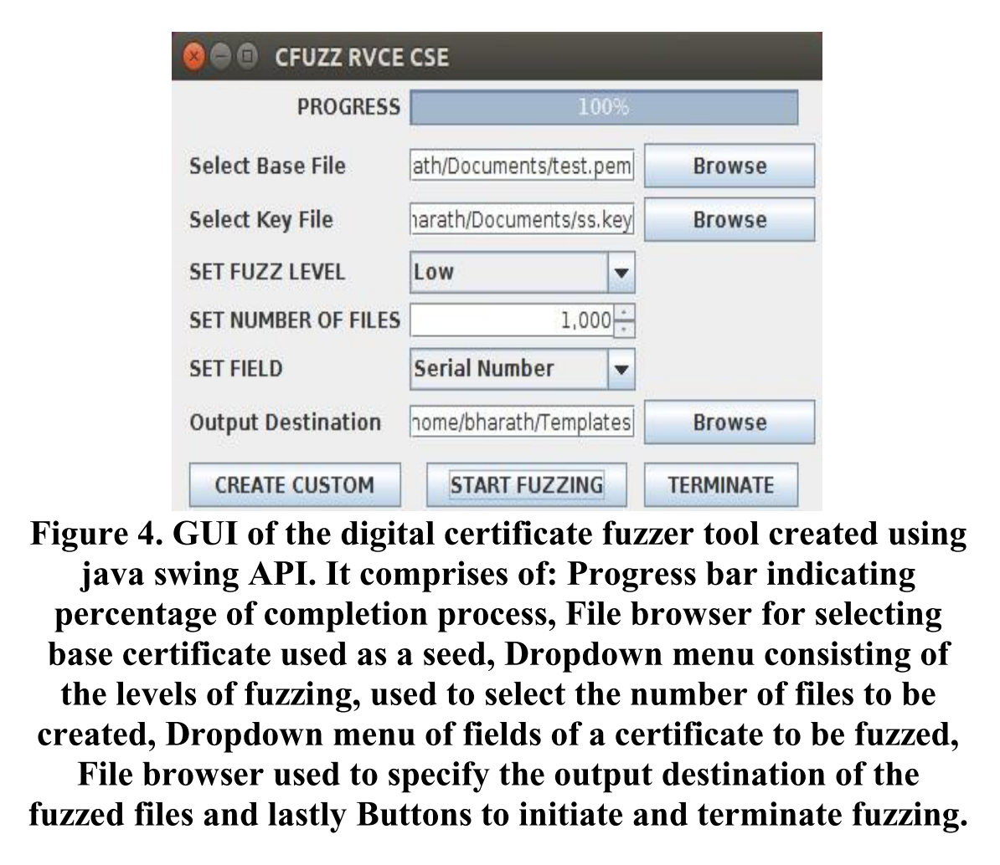 CFUZZ RVCE CSE
PROGRESS 100%
Select Base File ath/Documents/test.pem Browse
Select Key File harath/Documents/ss.key Browse
SET FUZZ LEVEL Low
SET NUMBER OF FILES 1,000
SET FIELD Serial Number
Output Destination home/bharath/Templates Browse
CREATE CUSTOM START FUZZING TERMINATE
Figure 4. GUI of the digital certificate fuzzer tool created using
java swing API. It comprises of: Progress bar indicating
percentage of completion process, File browser for selecting
base certificate used as a seed, Dropdown menu consisting of
the levels of fuzzing, used to select the number of files to be
created, Dropdown menu of fields of a certificate to be fuzzed,
File browser used to specify the output destination of the
fuzzed files and lastly Buttons to initiate and terminate fuzzing.